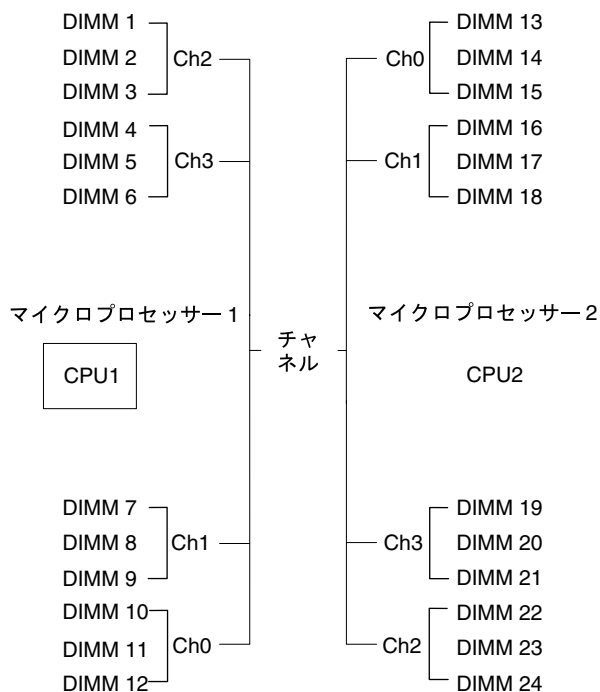 DIMM 1
DIMM 2
DIMM 3
Ch2
DIMM 4
DIMM 5
DIMM 6
Ch3
マイクロプロセッサー 1
CPU1
DIMM 7
DIMM 8
DIMM 9
Ch1
DIMM 10
DIMM 11
DIMM 12
Ch0
チャ
ネル
DIMM 13
DIMM 14
DIMM 15
Ch0
DIMM 16
DIMM 17
DIMM 18
Ch1
マイクロプロセッサー 2
CPU2
DIMM 19
DIMM 20
DIMM 21
Ch3
DIMM 22
DIMM 23
DIMM 24
Ch2